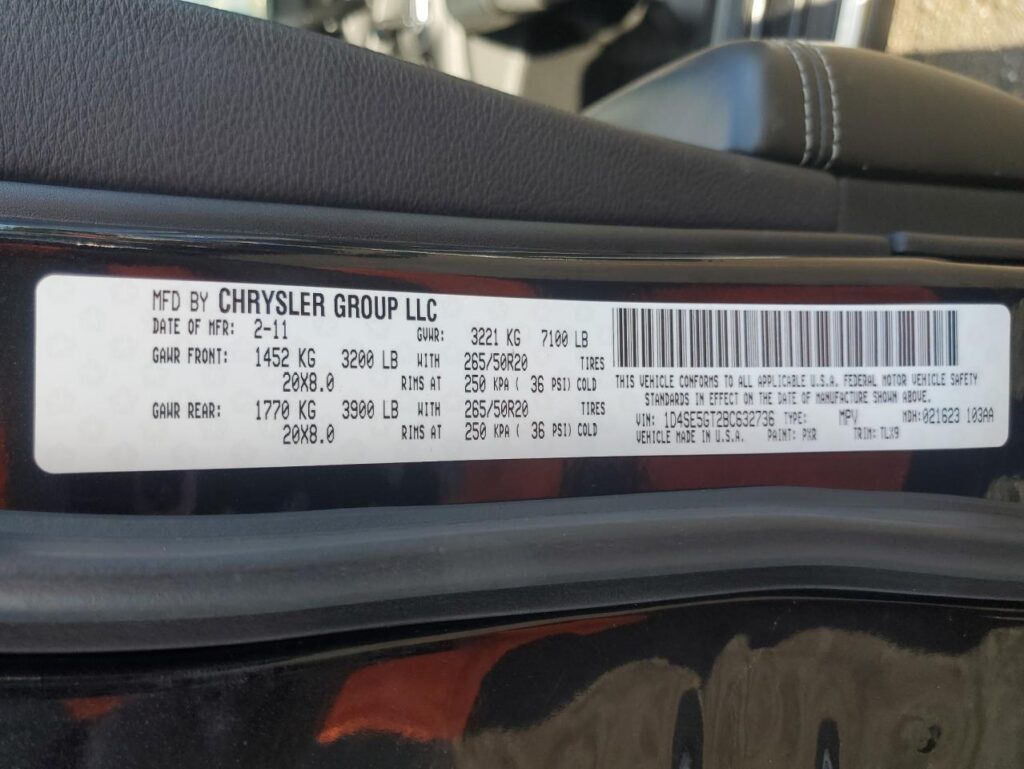 MFD BY CHRYSLER GROUP LLC
DATE OF MFR: 2-11 GVWR: 3221 KG 7100 LB
GAWR FRONT: 1452 KG 3200 LB WITH 265/50R20 TIRES
20X8.0 RIMS AT 250 KPA ( 36 PSI) COLD
GAWR REAR: 1770 KG 3900 LB WITH 265/50R20 TIRES
20X8.0 RIMS AT 250 KPA ( 36 PSI) COLD
THIS VEHICLE CONFORMS TO ALL APPLICABLE U.S.A. FEDERAL MOTOR VEHICLE SAFETY
STANDARDS IN EFFECT ON THE DATE OF MANUFACTURE SHOWN ABOVE.
VIN: 1D4SE5GT2BC632736 TYPE: MPV MDH: 021623 103AA
VEHICLE MADE IN U.S.A. PAINT: PXR TRIM: TLX9